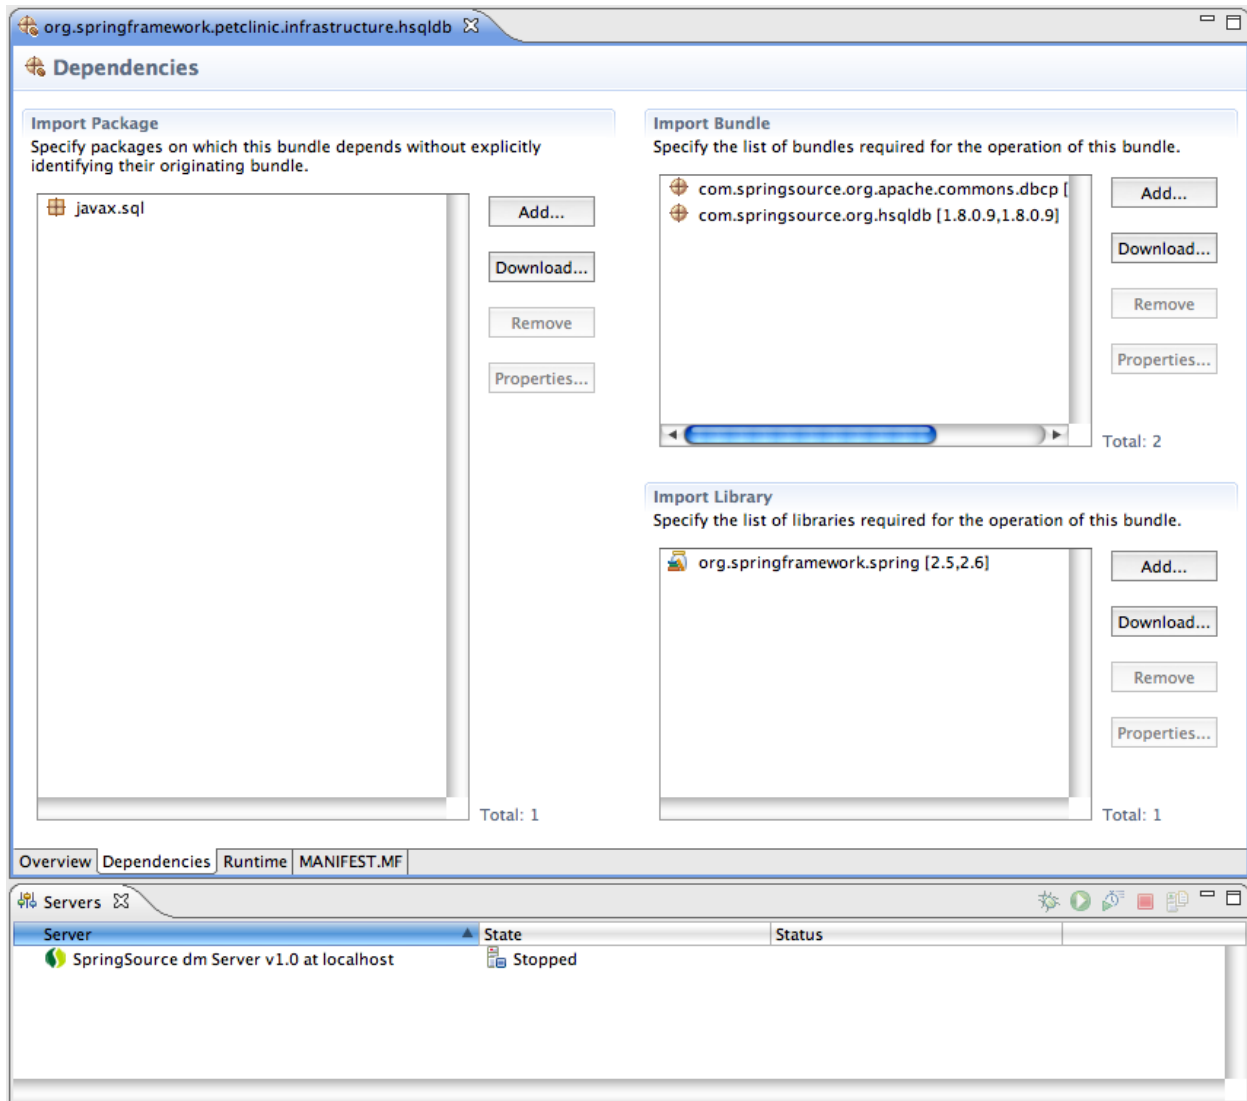 org.springframework.petclinic.infrastructure.hsqldb
Dependencies
Import Package
Specify packages on which this bundle depends without explicitly
identifying their originating bundle.
javax.sql
Add...
Download...
Remove
Properties...
Total: 1
Import Bundle
Specify the list of bundles required for the operation of this bundle.
com.springsource.org.apache.commons.dbcp [
com.springsource.org.hsqldb [1.8.0.9,1.8.0.9]
Add...
Download...
Remove
Properties...
Total: 2
Import Library
Specify the list of libraries required for the operation of this bundle.
org.springframework.spring [2.5,2.6]
Add...
Download...
Remove
Properties...
Total: 1
Overview Dependencies Runtime MANIFEST.MF
Servers
Server State Status
SpringSource dm Server v1.0 at localhost Stopped